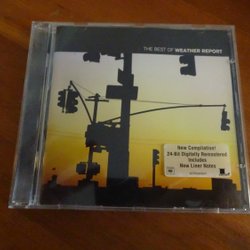 THE BEST OF WEATHER REPORT
New Compilation!
24-Bit Digitally Remastered
Includes
New Liner Notes